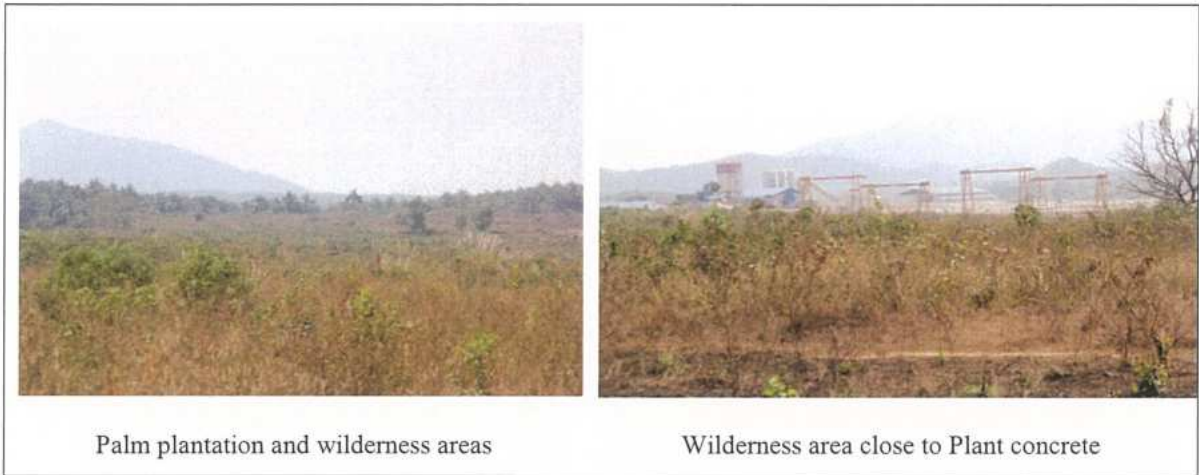 Palm plantation and wilderness areas
Wilderness area close to Plant concrete